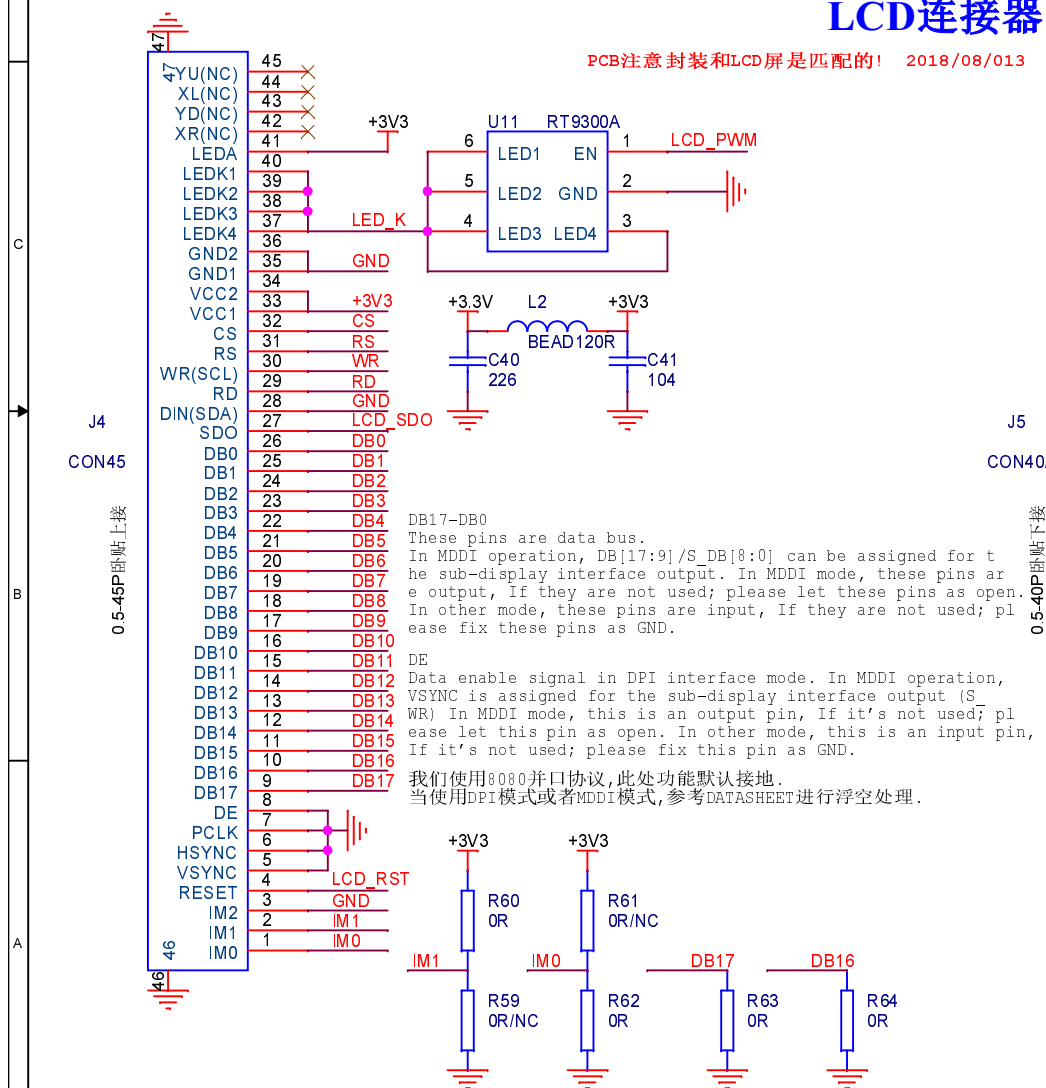 LCD连接器
PCB注意封装和LCD屏是匹配的! 2018/08/013
C
B
A
47
47
J4
CON45
0.5-45P卧贴上接
YU(NC) 45
XL(NC) 44
YD(NC) 43
XR(NC) 42
LEDA 41 +3V3
LEDK1 40
LEDK2 39
LEDK3 38
LEDK4 37 LED_K
GND2 36
GND1 35 GND
VCC2 34
VCC1 33 +3V3
CS 32 CS
RS 31 RS
WR(SCL) 30 WR
RD 29 RD
DIN(SDA) 28 GND
SDO 27 LCD_SDO
DB0 26 DB0
DB1 25 DB1
DB2 24 DB2
DB3 23 DB3
DB4 22 DB4
DB5 21 DB5
DB6 20 DB6
DB7 19 DB7
DB8 18 DB8
DB9 17 DB9
DB10 16 DB10
DB11 15 DB11
DB12 14 DB12
DB13 13 DB13
DB14 12 DB14
DB15 11 DB15
DB16 10 DB16
DB17 9 DB17
DE 8
PCLK 7
HSYNC 6
VSYNC 5
RESET 4 LCD_RST
IM2 3 GND
IM1 2 IM1
IM0 1 IM0
46
46
U11 RT9300A
6 LED1 EN 1 LCD_PWM
5 LED2 GND 2
4 LED3 LED4 3
+3.3V L2 +3V3
BEAD120R
C40 C41
226 104
J5
CON40
0.5-40P卧贴下接
DB17-DB0
These pins are data bus.
In MDDI operation, DB[17:9]/S_DB[8:0] can be assigned for t
he sub-display interface output. In MDDI mode, these pins ar
e output, If they are not used; please let these pins as open.
In other mode, these pins are input, If they are not used; pl
ease fix these pins as GND.
DE
Data enable signal in DPI interface mode. In MDDI operation,
VSYNC is assigned for the sub-display interface output (S_
WR) In MDDI mode, this is an output pin, If it's not used; pl
ease let this pin as open. In other mode, this is an input pin,
If it's not used; please fix this pin as GND.
我们使用8080并口协议,此处功能默认接地.
当使用DPI模式或者MDDI模式,参考DATASHEET进行浮空处理.
+3V3 +3V3
R60 R61
0R 0R/NC
IM1 IM0 DB17 DB16
R59 R62 R63 R64
0R/NC 0R 0R 0R